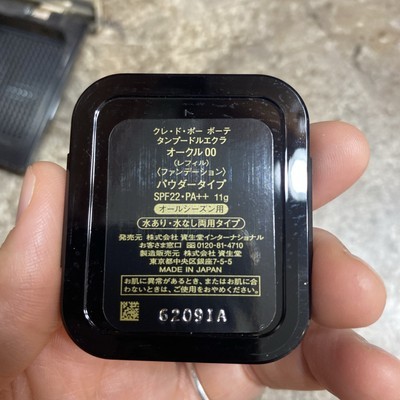 クレ・ド・ポー ボーテ
タンプードルエクラ
オークル00
(レフィル)
〈ファンデーション〉
パウダータイプ
SPF22・PA++ 11g
オールシーズン用
水あり・水なし両用タイプ
発売元 株式会社 資生堂インターナショナル
お客さま窓口 0120-81-4710
製造販売元 株式会社 資生堂
東京都中央区銀座7-5-5
MADE IN JAPAN
お肌に異常があるとき、またはお肌に合
わないときは、ご使用をおやめください。
6209IA